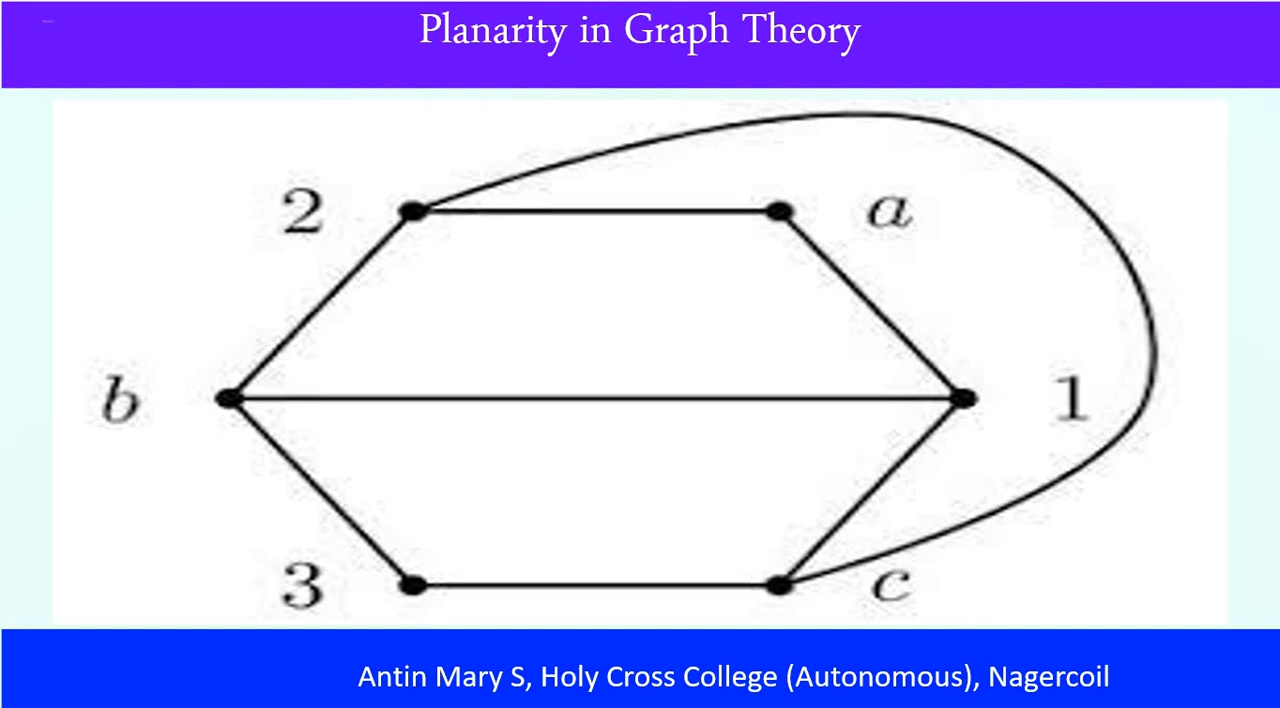 Planarity in Graph Theory
2 a
b 1
3 c
Antin Mary S, Holy Cross College (Autonomous), Nagercoil